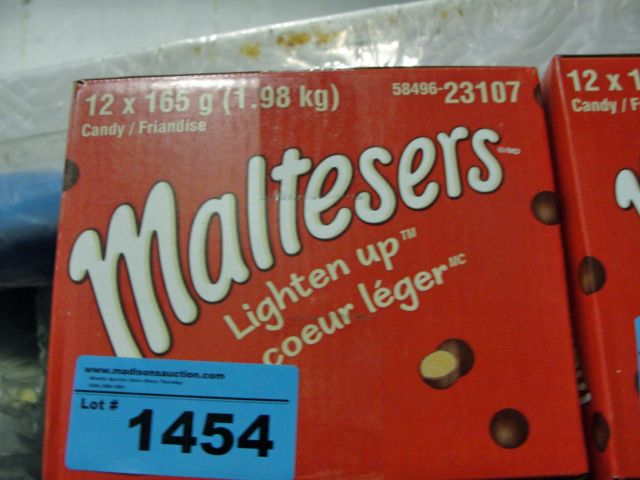 12 x 165 g (1.98 kg)
58496-23107
Candy / Friandise
Maltesers
Lighten up™
coeur léger MC
www.madisonsauction.com
Lot #
1454
12 x 1
Candy / F